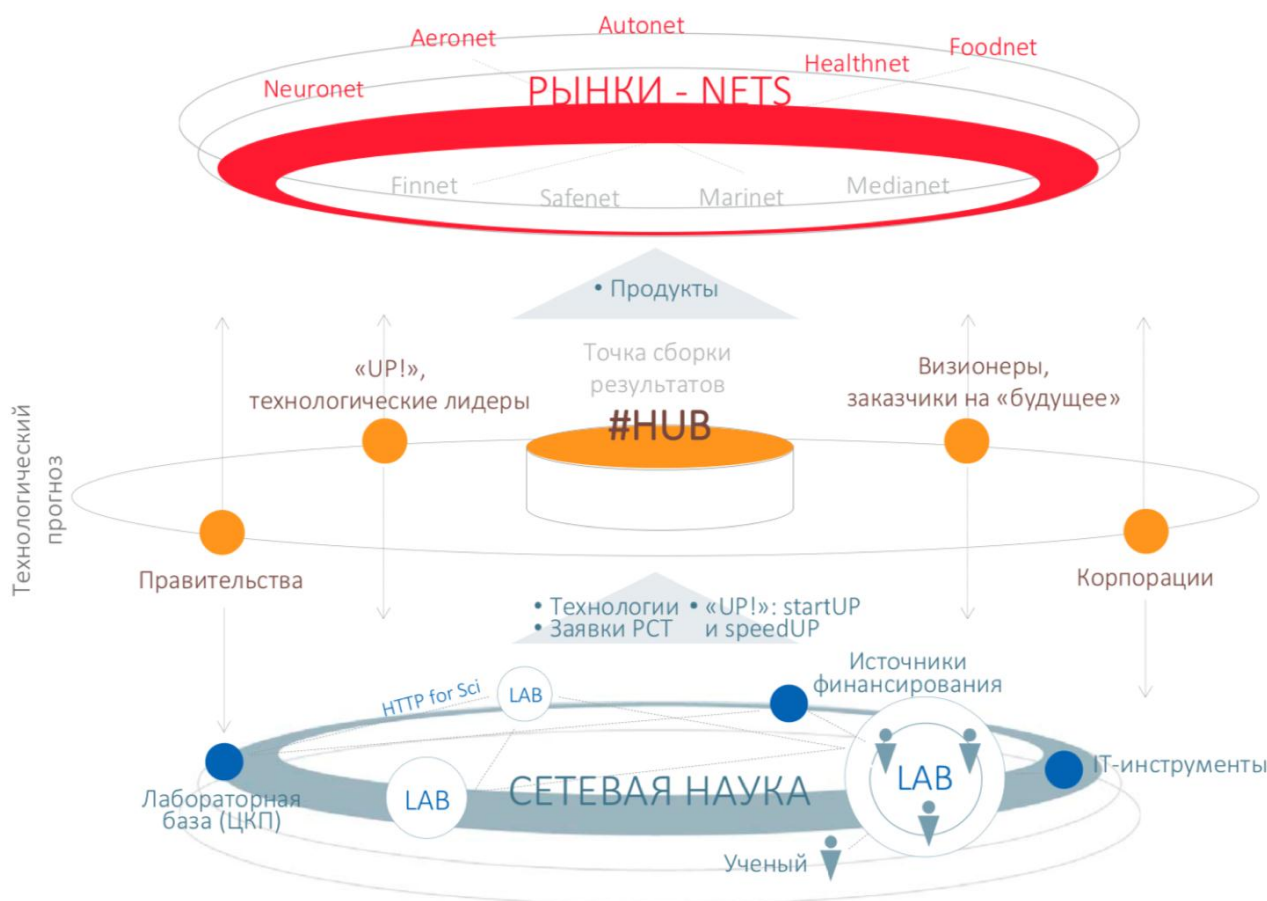 Autonet
Aeronet
Foodnet
Healthnet
Neuronet
РЫНКИ - NETS
Finnet
Safenet
Marinet
Medianet
• Продукты
Точка сборки
результатов
#HUB
«UP!»,
технологические лидеры
Визионеры,
заказчики на «будущее»
Технологический
прогноз
Правительства
Корпорации
• Технологии
• Заявки РСТ
• «UP!»: startUP
и speedUP
HTTP for Sci
LAB
Источники
финансирования
LAB
СЕТЕВАЯ НАУКА
LAB
IT-инструменты
Лабораторная
база (ЦКП)
Ученый